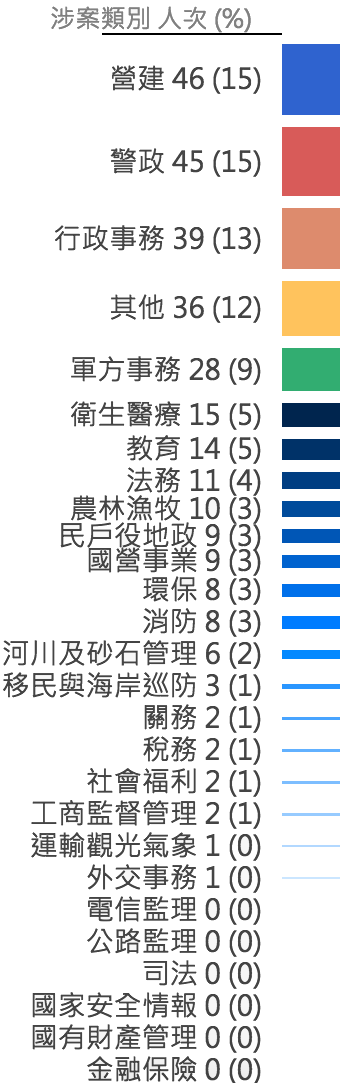 涉案類別 人次 (%)
營建 46 (15)
警政 45 (15)
行政事務 39 (13)
其他 36 (12)
軍方事務 28 (9)
衛生醫療 15 (5)
教育 14 (5)
法務 11 (4)
農林漁牧 10 (3)
民戶役地政 9 (3)
國營事業 9 (3)
環保 8 (3)
消防 8 (3)
河川及砂石管理 6 (2)
移民與海岸巡防 3 (1)
關務 2 (1)
稅務 2 (1)
社會福利 2 (1)
工商監督管理 2 (1)
運輸觀光氣象 1 (0)
外交事務 1 (0)
電信監理 0 (0)
公路監理 0 (0)
司法 0 (0)
國家安全情報 0 (0)
國有財產管理 0 (0)
金融保險 0 (0)